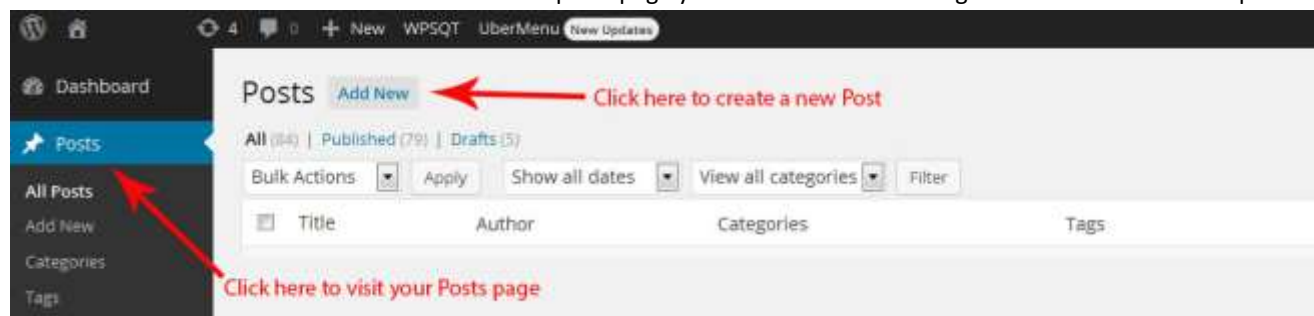 4 0 + New WPSQT UberMenu New Updates
Dashboard
Posts Add New
Click here to create a new Post
Posts
All (84) | Published (79) | Drafts (5)
Bulk Actions Apply Show all dates View all categories Filter
All Posts
Add New
Title Author Categories Tags
Categories
Click here to visit your Posts page
Tags